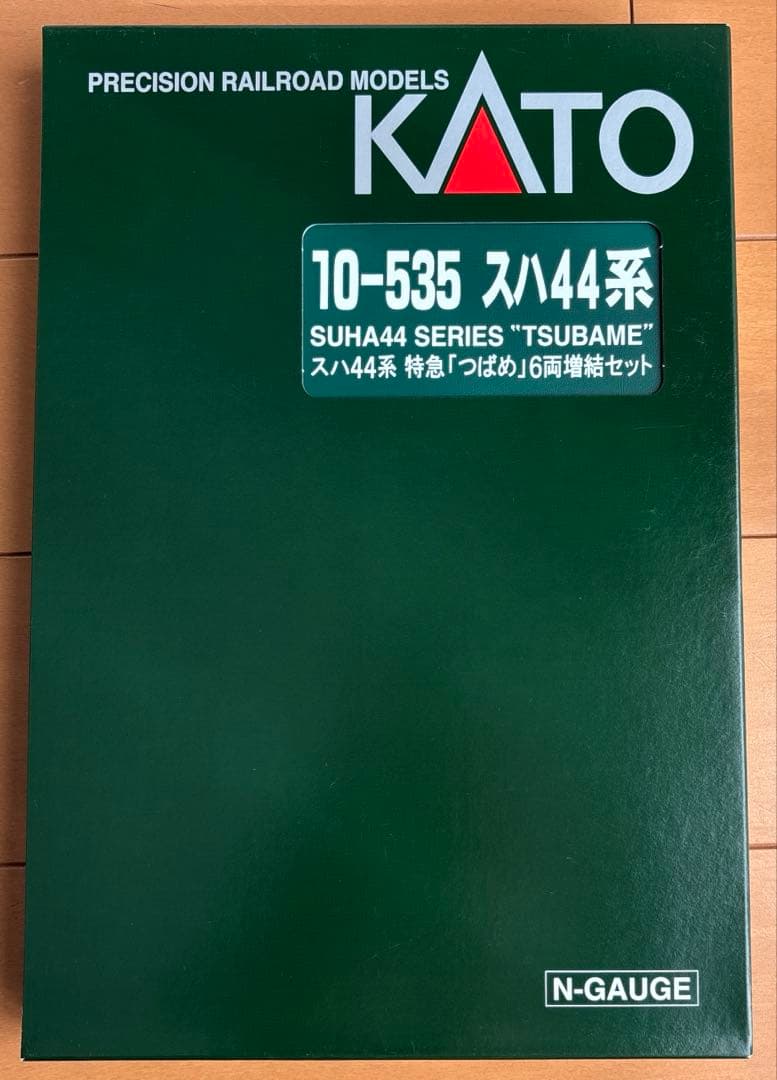 PRECISION RAILROAD MODELS
KATO
10-535 スハ44系
SUHA44 SERIES "TSUBAME"
スハ44系 特急「つばめ」6両増結セット
N-GAUGE